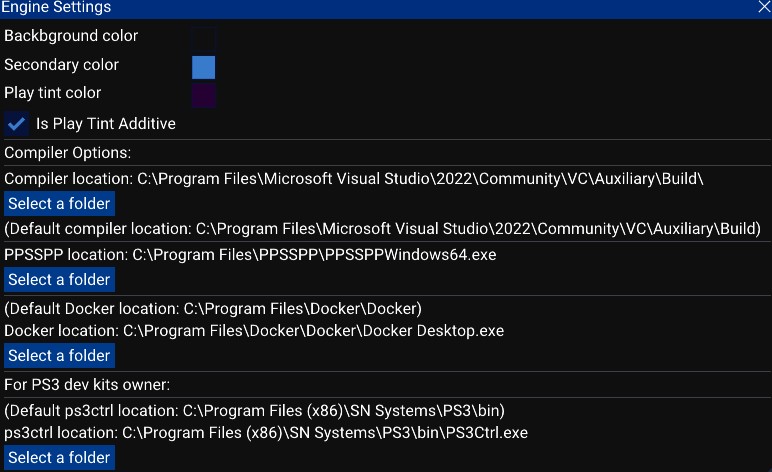 Engine Settings
Backbground color
Secondary color
Play tint color
Is Play Tint Additive
Compiler Options:
Compiler location: C:\Program Files\Microsoft Visual Studio\2022\Community\VC\Auxiliary\Build\
Select a folder
(Default compiler location: C:\Program Files\Microsoft Visual Studio\2022\Community\VC\Auxiliary\Build)
PPSSPP location: C:\Program Files\PPSSPP\PPSSPPWindows64.exe
Select a folder
(Default Docker location: C:\Program Files\Docker\Docker)
Docker location: C:\Program Files\Docker\Docker\Docker Desktop.exe
Select a folder
For PS3 dev kits owner:
(Default ps3ctrl location: C:\Program Files (x86)\SN Systems\PS3\bin)
ps3ctrl location: C:\Program Files (x86)\SN Systems\PS3\bin\PS3Ctrl.exe
Select a folder